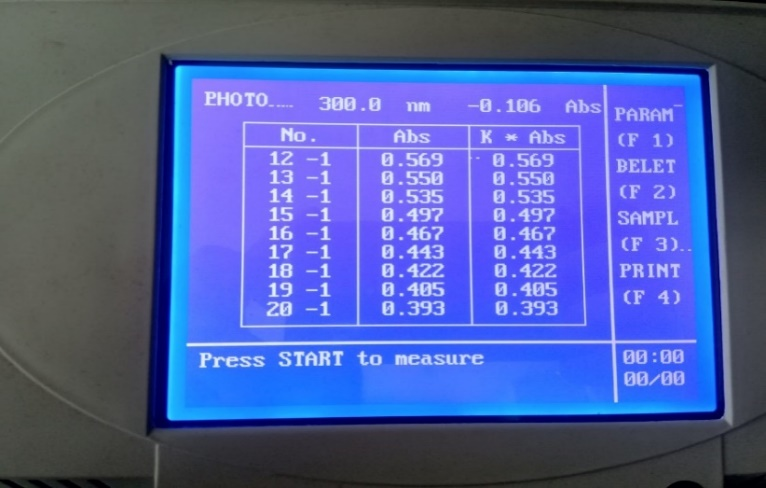 PHOTO..... 300.0 nm -0.106 Abs
No. Abs K * Abs
12 -1 0.569 0.569
13 -1 0.550 0.550
14 -1 0.535 0.535
15 -1 0.497 0.497
16 -1 0.467 0.467
17 -1 0.443 0.443
18 -1 0.422 0.422
19 -1 0.405 0.405
20 -1 0.393 0.393
Press START to measure
PARAM
(F 1)
BELET
(F 2)
SAMPL
(F 3)..
PRINT
(F 4)
00:00
00/00